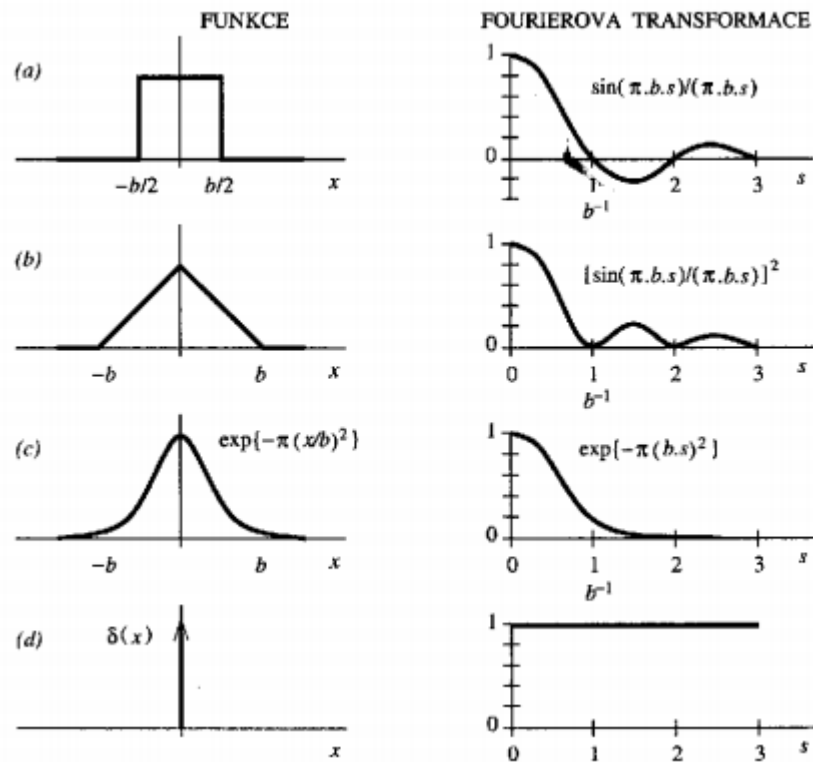 FUNKCE FOURIEROVA TRANSFORMACE
(a)
-b/2 b/2 x
1
sin(π.b.s)/(π.b.s)
0
1 2 3 s
b⁻¹
(b)
-b b x
1
[sin(π.b.s)/(π.b.s)]²
0
0 1 2 3 s
b⁻¹
(c)
exp{-π(x/b)²}
-b b x
1
exp{-π(b.s)²}
0
0 1 2 3 s
b⁻¹
(d)
δ(x)
x
1
0
0 1 2 3 s